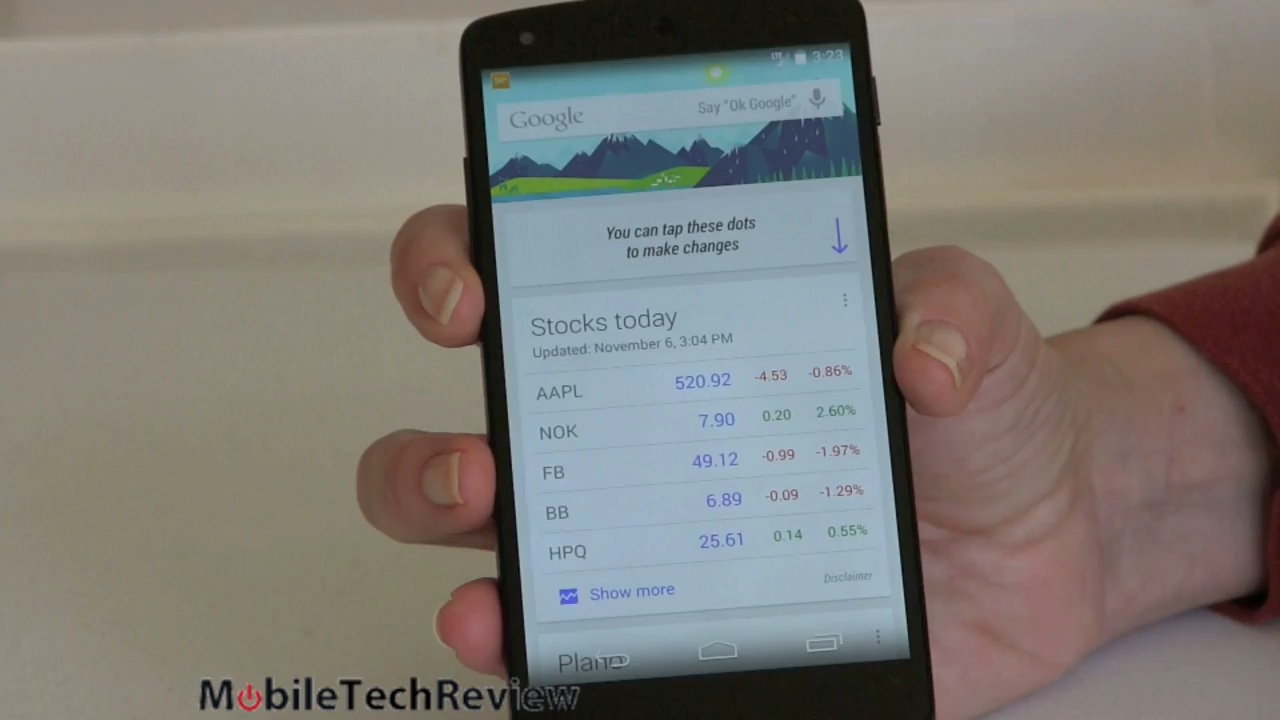 LTE 3:23
Google Say "Ok Google"
You can tap these dots
to make changes
Stocks today
Updated: November 6, 3:04 PM
AAPL 520.92 -4.53 -0.86%
NOK 7.90 0.20 2.60%
FB 49.12 -0.99 -1.97%
BB 6.89 -0.09 -1.29%
HPQ 25.61 0.14 0.55%
Show more Disclaimer
Plano
MobileTechReview